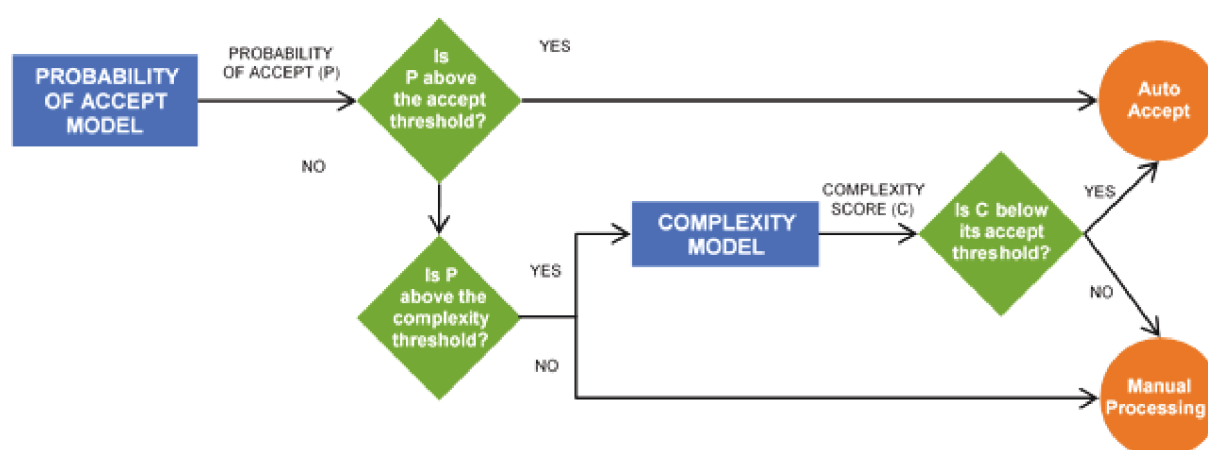 PROBABILITY
OF ACCEPT
MODEL
PROBABILITY
OF ACCEPT (P)
Is
P above
the accept
threshold?
YES
Auto
Accept
NO
Is P
above the
complexity
threshold?
YES
NO
COMPLEXITY
MODEL
COMPLEXITY
SCORE (C)
Is C below
its accept
threshold?
YES
NO
Manual
Processing